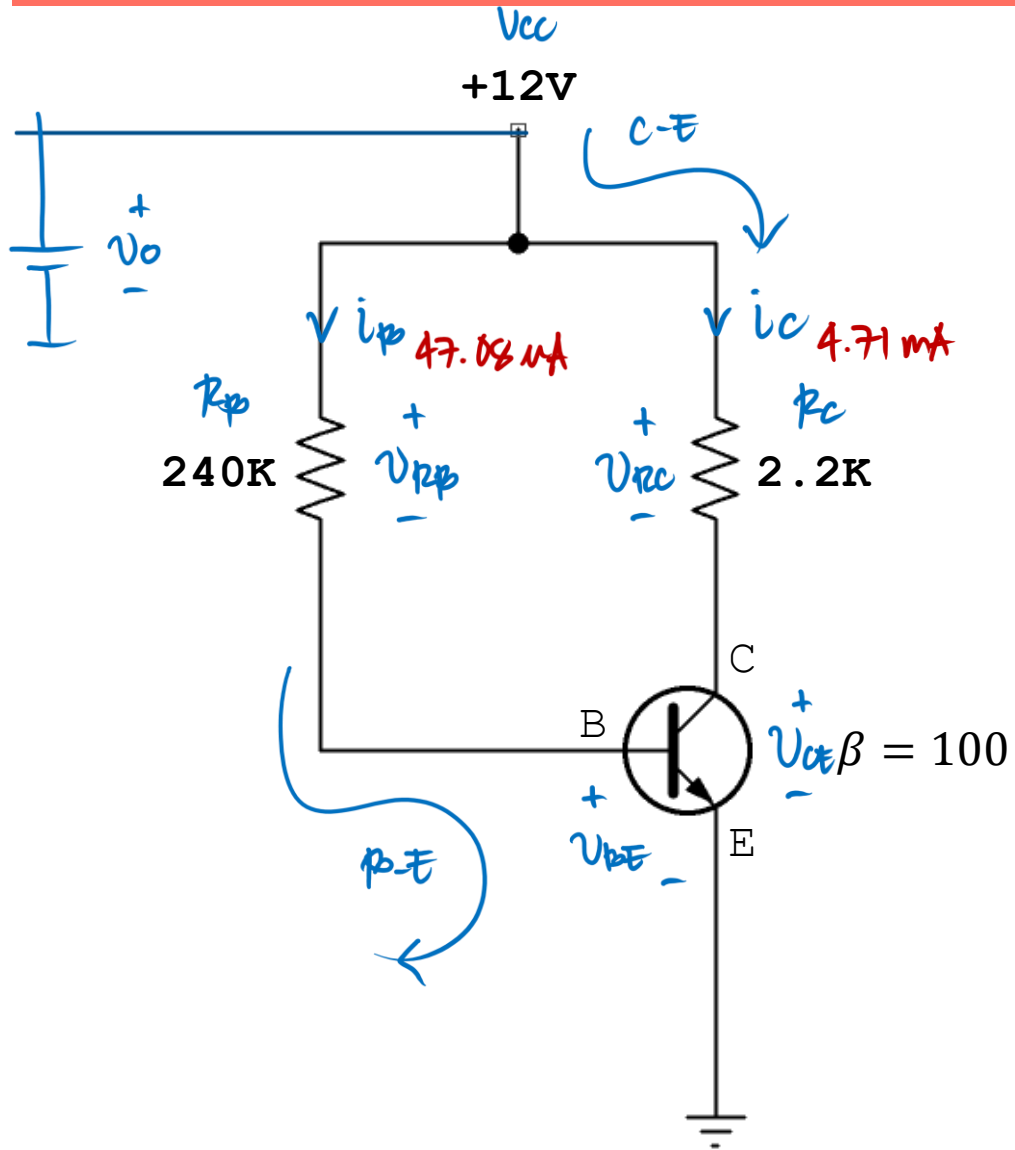 Vcc
+12V
C-E
+
Vo
-
iB 47.08 uA
iC 4.71 mA
RB
240K
+
VRB
-
+
VRC
-
RC
2.2K
C
B
+
VCE
-
β = 100
+
VBE
-
E
B-E